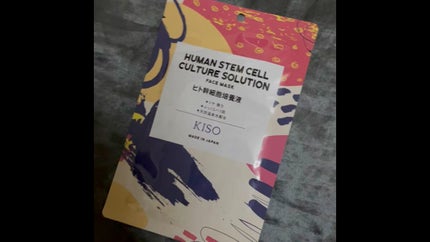 HUMAN STEM CELL
CULTURE SOLUTION
FACE MASK
ヒト幹細胞培養液
KISO
MADE IN JAPAN